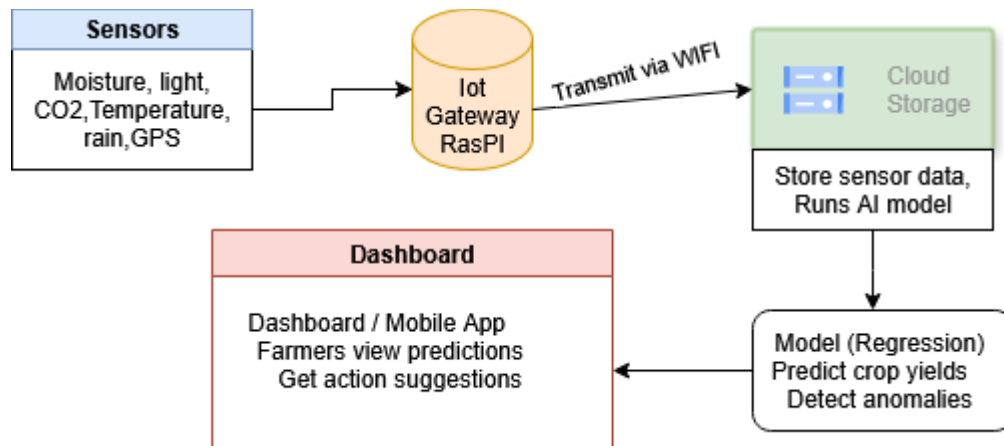 Sensors
Moisture, light,
CO2,Temperature,
rain,GPS
Iot
Gateway
RasPI
Transmit via WIFI
Cloud
Storage
Store sensor data,
Runs AI model
Model (Regression)
Predict crop yields
Detect anomalies
Dashboard
Dashboard / Mobile App
Farmers view predictions
Get action suggestions